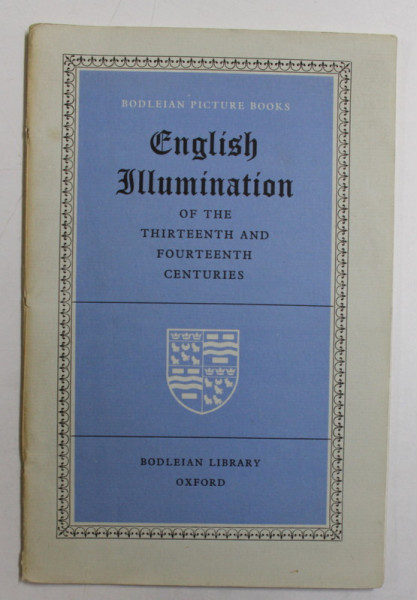 BODLEIAN PICTURE BOOKS
English
Illumination
OF THE
THIRTEENTH AND
FOURTEENTH
CENTURIES
BODLEIAN LIBRARY
OXFORD